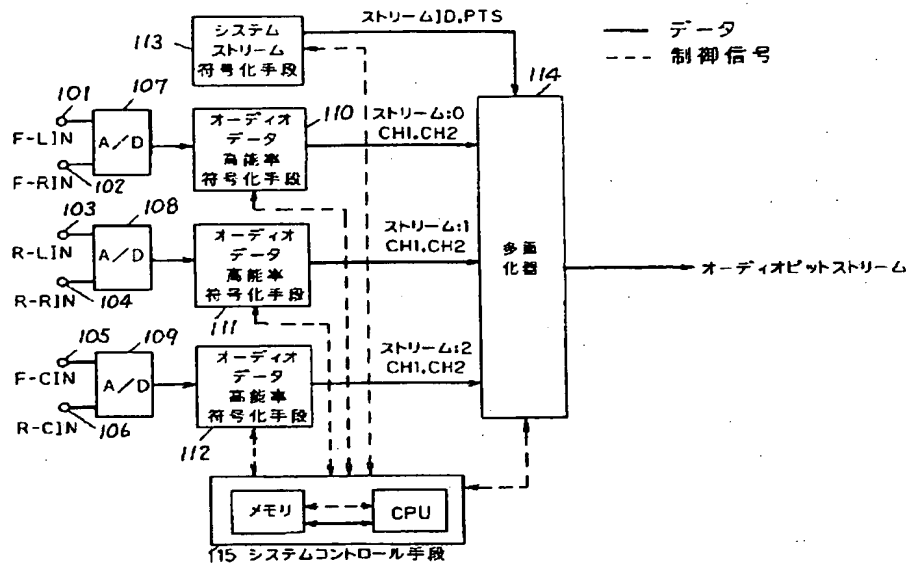 ストリームID.PTS
データ
制御信号
113
システム
ストリーム
符号化手段
114
101
107
F-LIN
A/D
F-RIN
102
110
オーディオ
データ
高能率
符号化手段
ストリーム:0
CH1.CH2
103
108
R-LIN
A/D
R-RIN
104
オーディオ
データ
高能率
符号化手段
111
ストリーム:1
CH1.CH2
多重
化器
オーディオビットストリーム
105
109
F-CIN
A/D
R-CIN
106
オーディオ
データ
高能率
符号化手段
112
ストリーム:2
CH1.CH2
メモリ
CPU
115 システムコントロール手段